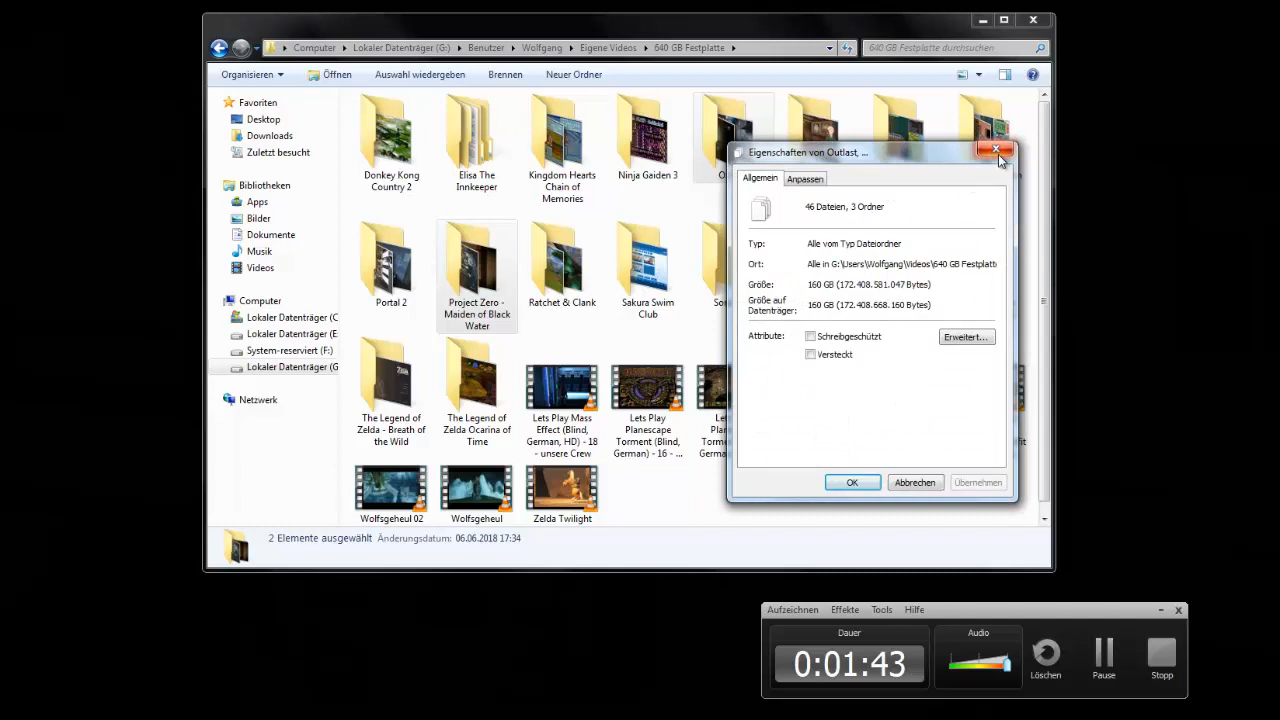 Computer Lokaler Datenträger (G:) Benutzer Wolfgang Eigene Videos 640 GB Festplatte
640 GB Festplatte durchsuchen
Organisieren Öffnen Auswahl wiedergeben Brennen Neuer Ordner
Favoriten
Desktop
Downloads
Zuletzt besucht
Bibliotheken
Apps
Bilder
Dokumente
Musik
Videos
Computer
Lokaler Datenträger (C
Lokaler Datenträger (E
System-reserviert (F:)
Lokaler Datenträger (G
Netzwerk
Donkey Kong
Country 2
Elisa The
Innkeeper
Kingdom Hearts
Chain of
Memories
Ninja Gaiden 3
O
Portal 2
Project Zero -
Maiden of Black
Water
Ratchet & Clank
Sakura Swim
Club
Son
The Legend of
Zelda - Breath of
the Wild
The Legend of
Zelda Ocarina of
Time
Lets Play Mass
Effect (Blind,
German, HD) - 18
- unsere Crew
Lets Play
Planescape
Torment (Blind,
German) - 16 - ...
Le
Pl
Torm
Germ
fit
Wolfsgeheul 02
Wolfsgeheul
Zelda Twilight
2 Elemente ausgewählt Änderungsdatum: 06.06.2018 17:34
Eigenschaften von Outlast, ...
Allgemein Anpassen
46 Dateien, 3 Ordner
Typ: Alle vom Typ Dateiordner
Ort: Alle in G:\Users\Wolfgang\Videos\640 GB Festplatte
Größe: 160 GB (172.408.581.047 Bytes)
Größe auf
Datenträger: 160 GB (172.408.668.160 Bytes)
Attribute: Schreibgeschützt Erweitert...
Versteckt
OK Abbrechen Übernehmen
Aufzeichnen Effekte Tools Hilfe
Dauer Audio
0:01:43
Löschen Pause Stopp